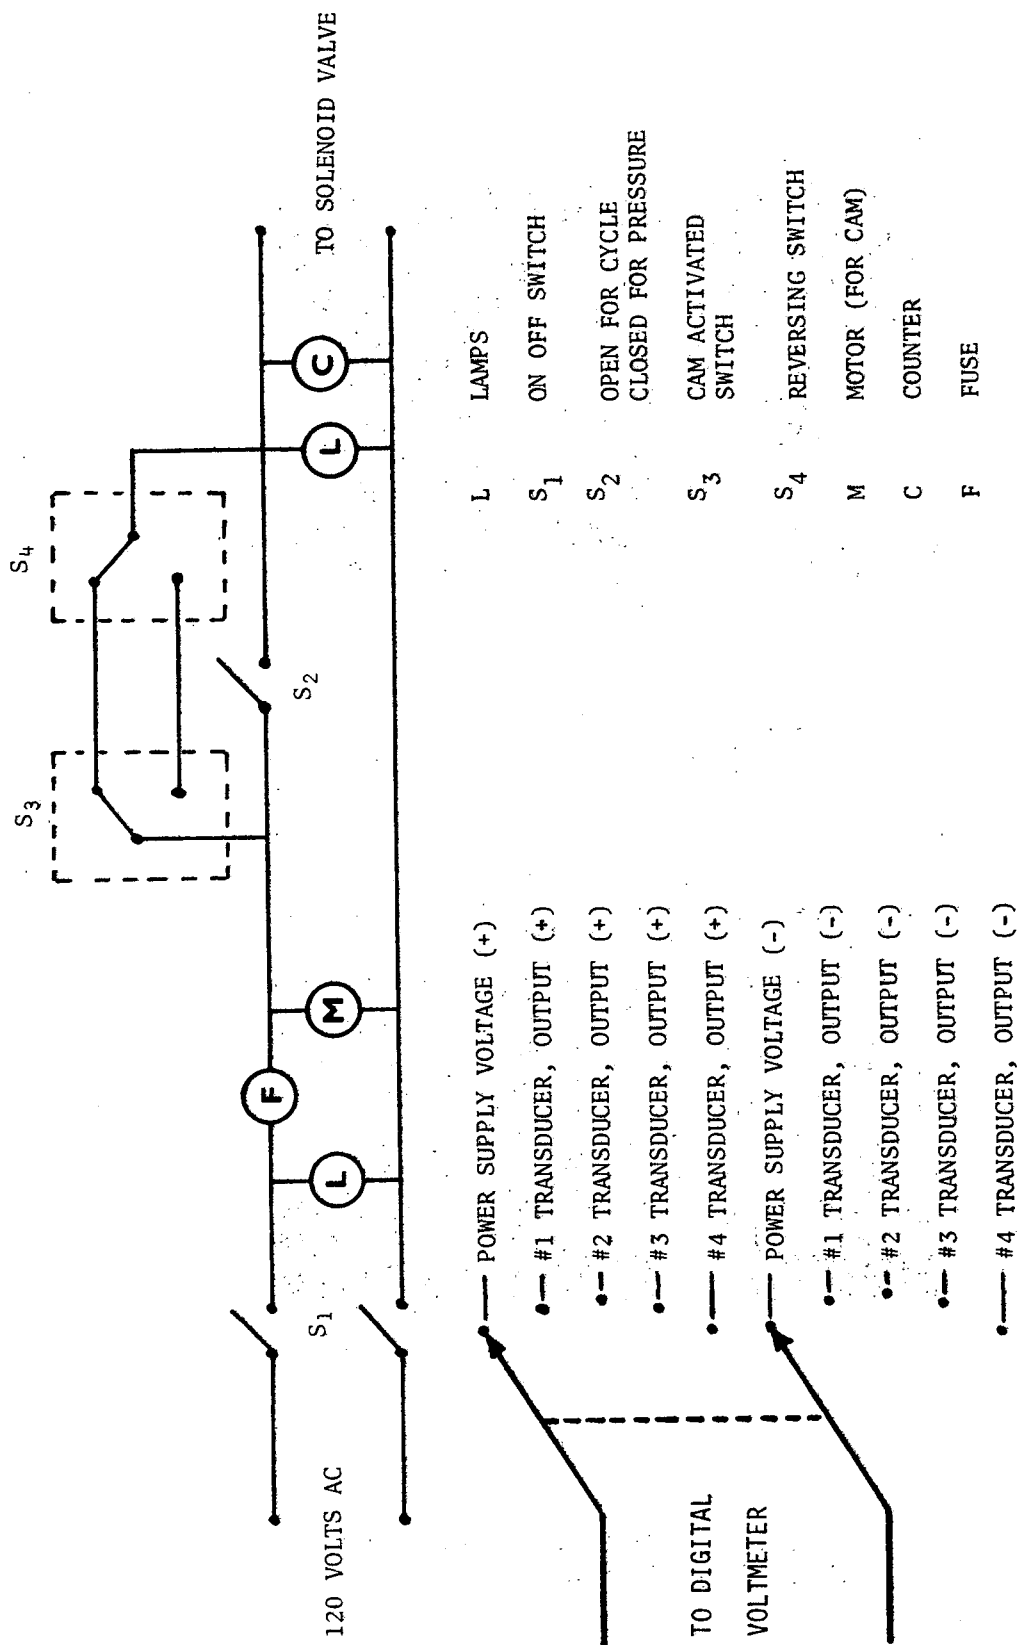 S4
S3
TO SOLENOID VALVE
C
L
S2
M
F
L
S1
120 VOLTS AC
L LAMPS
S1 ON OFF SWITCH
S2 OPEN FOR CYCLE
CLOSED FOR PRESSURE
S3 CAM ACTIVATED
SWITCH
S4 REVERSING SWITCH
M MOTOR (FOR CAM)
C COUNTER
F FUSE
POWER SUPPLY VOLTAGE (+)
#1 TRANSDUCER, OUTPUT (+)
#2 TRANSDUCER, OUTPUT (+)
#3 TRANSDUCER, OUTPUT (+)
#4 TRANSDUCER, OUTPUT (+)
POWER SUPPLY VOLTAGE (-)
#1 TRANSDUCER, OUTPUT (-)
#2 TRANSDUCER, OUTPUT (-)
#3 TRANSDUCER, OUTPUT (-)
#4 TRANSDUCER, OUTPUT (-)
TO DIGITAL
VOLTMETER